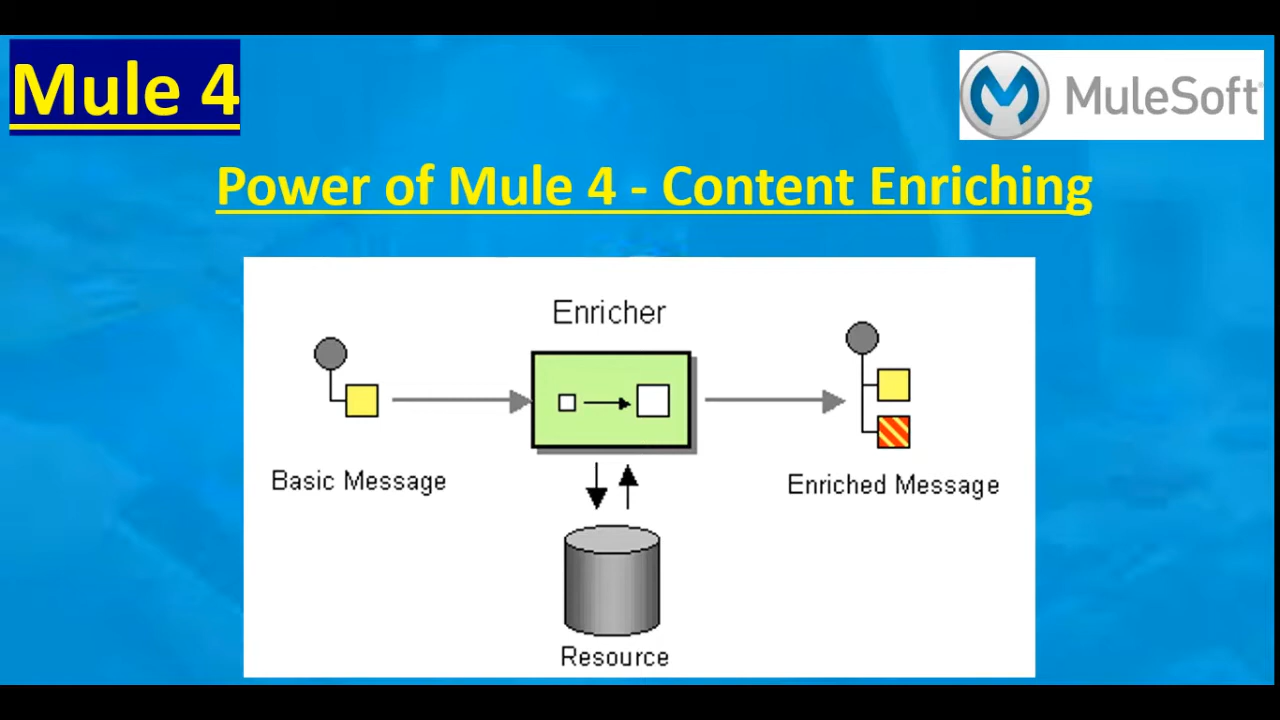 Mule 4
MuleSoft
Power of Mule 4 - Content Enriching
Enricher
Basic Message
Enriched Message
Resource